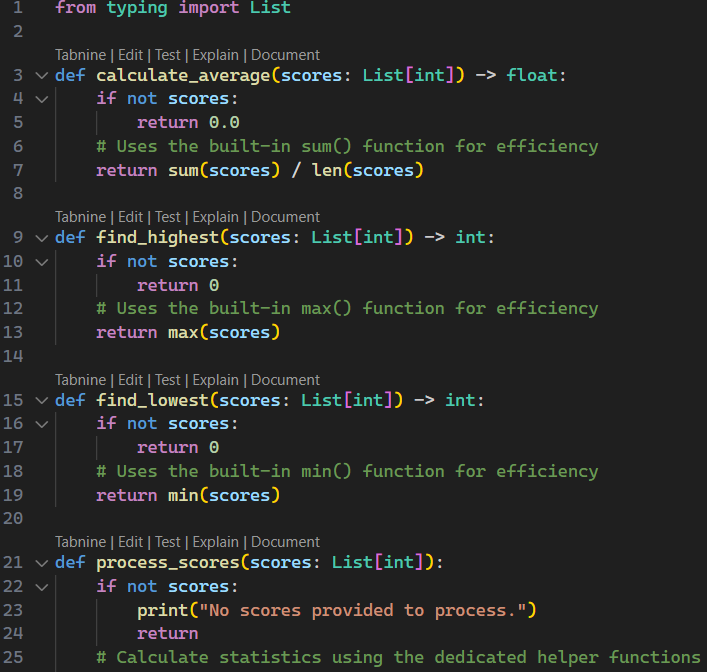 1 from typing import List
2
Tabnine | Edit | Test | Explain | Document
3 def calculate_average(scores: List[int]) -> float:
4     if not scores:
5         return 0.0
6     # Uses the built-in sum() function for efficiency
7     return sum(scores) / len(scores)
8
Tabnine | Edit | Test | Explain | Document
9 def find_highest(scores: List[int]) -> int:
10     if not scores:
11         return 0
12     # Uses the built-in max() function for efficiency
13     return max(scores)
14
Tabnine | Edit | Test | Explain | Document
15 def find_lowest(scores: List[int]) -> int:
16     if not scores:
17         return 0
18     # Uses the built-in min() function for efficiency
19     return min(scores)
20
Tabnine | Edit | Test | Explain | Document
21 def process_scores(scores: List[int]):
22     if not scores:
23         print("No scores provided to process.")
24         return
25     # Calculate statistics using the dedicated helper functions